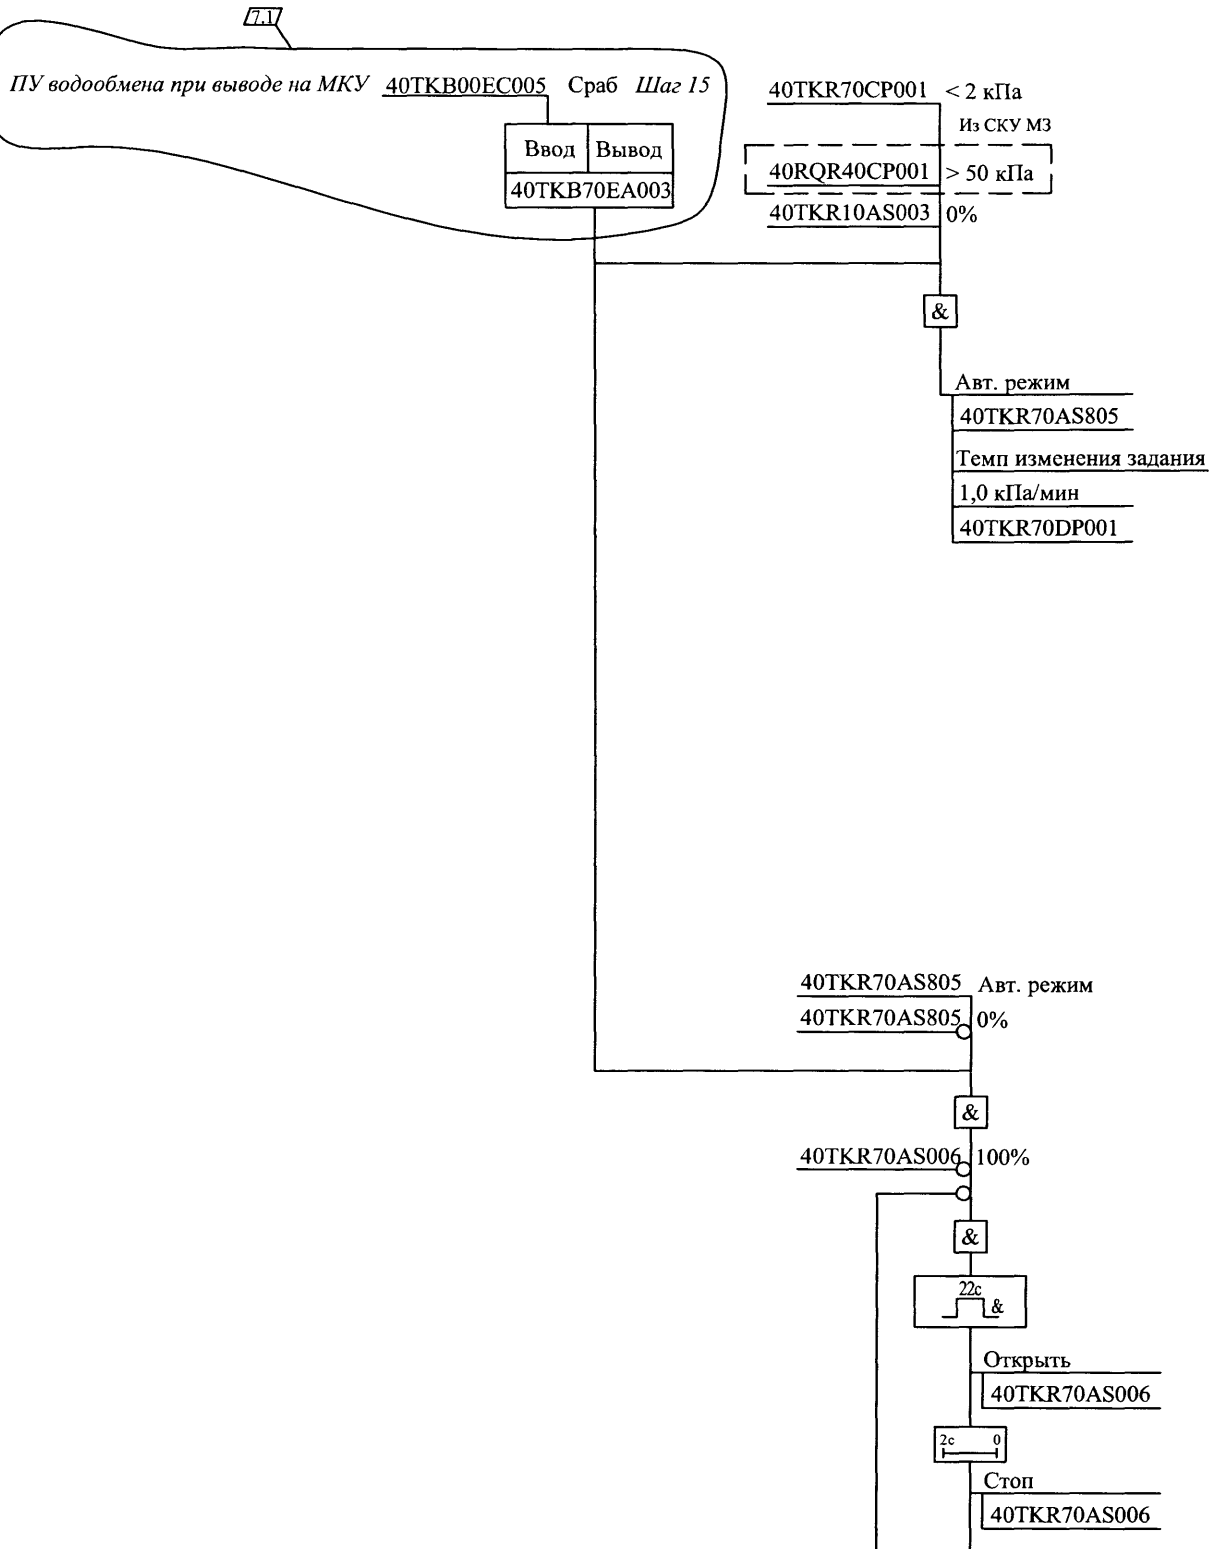 7.1
ПУ водообмена при выводе на МКУ 40TKB00EC005 Сраб Шаг 15
Ввод Вывод
40TKB70EA003
40TKR70CP001 < 2 кПа
Из СКУ МЗ
40RQR40CP001 > 50 кПа
40TKR10AS003 0%
&
Авт. режим
40TKR70AS805
Темп изменения задания
1,0 кПа/мин
40TKR70DP001
40TKR70AS805 Авт. режим
40TKR70AS805 0%
&
40TKR70AS006 100%
&
22с
&
Открыть
40TKR70AS006
2с 0
Стоп
40TKR70AS006